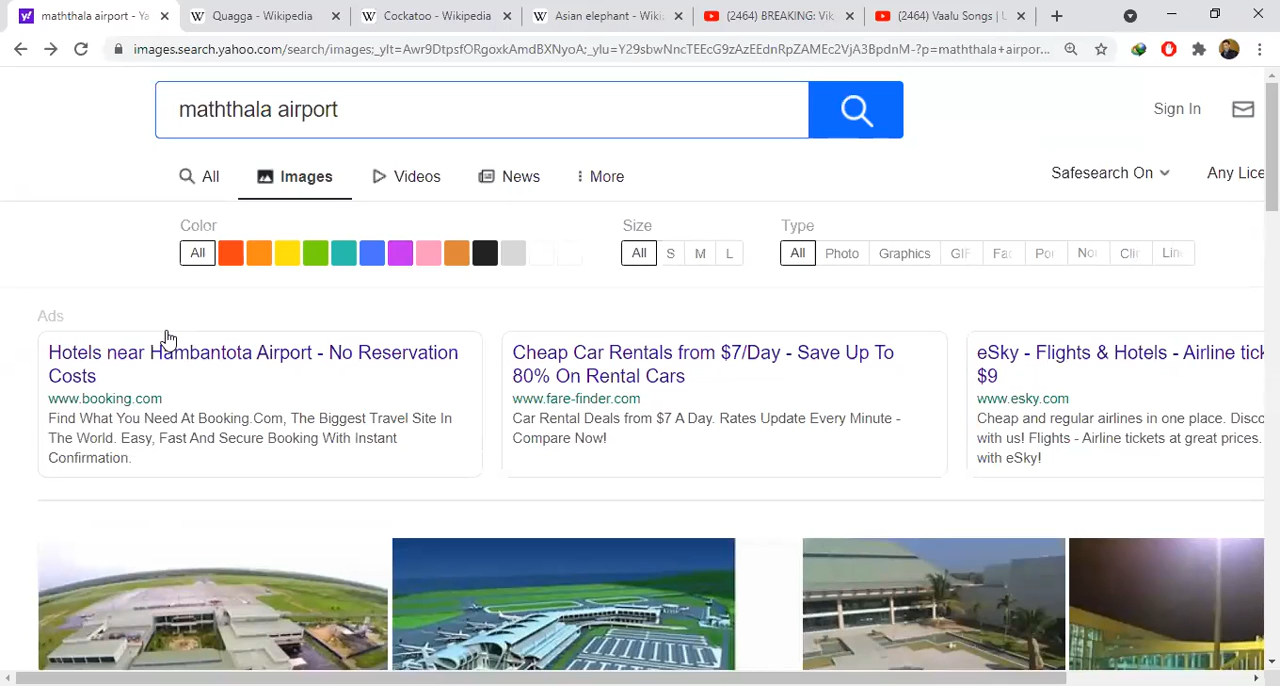 maththala airport - Ya
Quagga - Wikipedia
Cockatoo - Wikipedia
Asian elephant - Wiki
(2464) BREAKING: Vik
(2464) Vaalu Songs | U
images.search.yahoo.com/search/images;_ylt=Awr9DtpsfORgoxkAmdBXNyoA;_ylu=Y29sbwNncTEEcG9zAzEEdnRpZAMEc2VjA3BpdnM-?p=maththala+airpor...
maththala airport
Sign In
All Images Videos News More
Safesearch On Any Lice
Color Size Type
All All S M L All Photo Graphics GIF Fac Por Clip Line
Ads
Hotels near Hambantota Airport - No Reservation
Costs
www.booking.com
Find What You Need At Booking.Com, The Biggest Travel Site In
The World. Easy, Fast And Secure Booking With Instant
Confirmation.
Cheap Car Rentals from $7/Day - Save Up To
80% On Rental Cars
www.fare-finder.com
Car Rental Deals from $7 A Day. Rates Update Every Minute -
Compare Now!
eSky - Flights & Hotels - Airline tick
$9
www.esky.com
Cheap and regular airlines in one place. Disco
with us! Flights - Airline tickets at great prices.
with eSky!